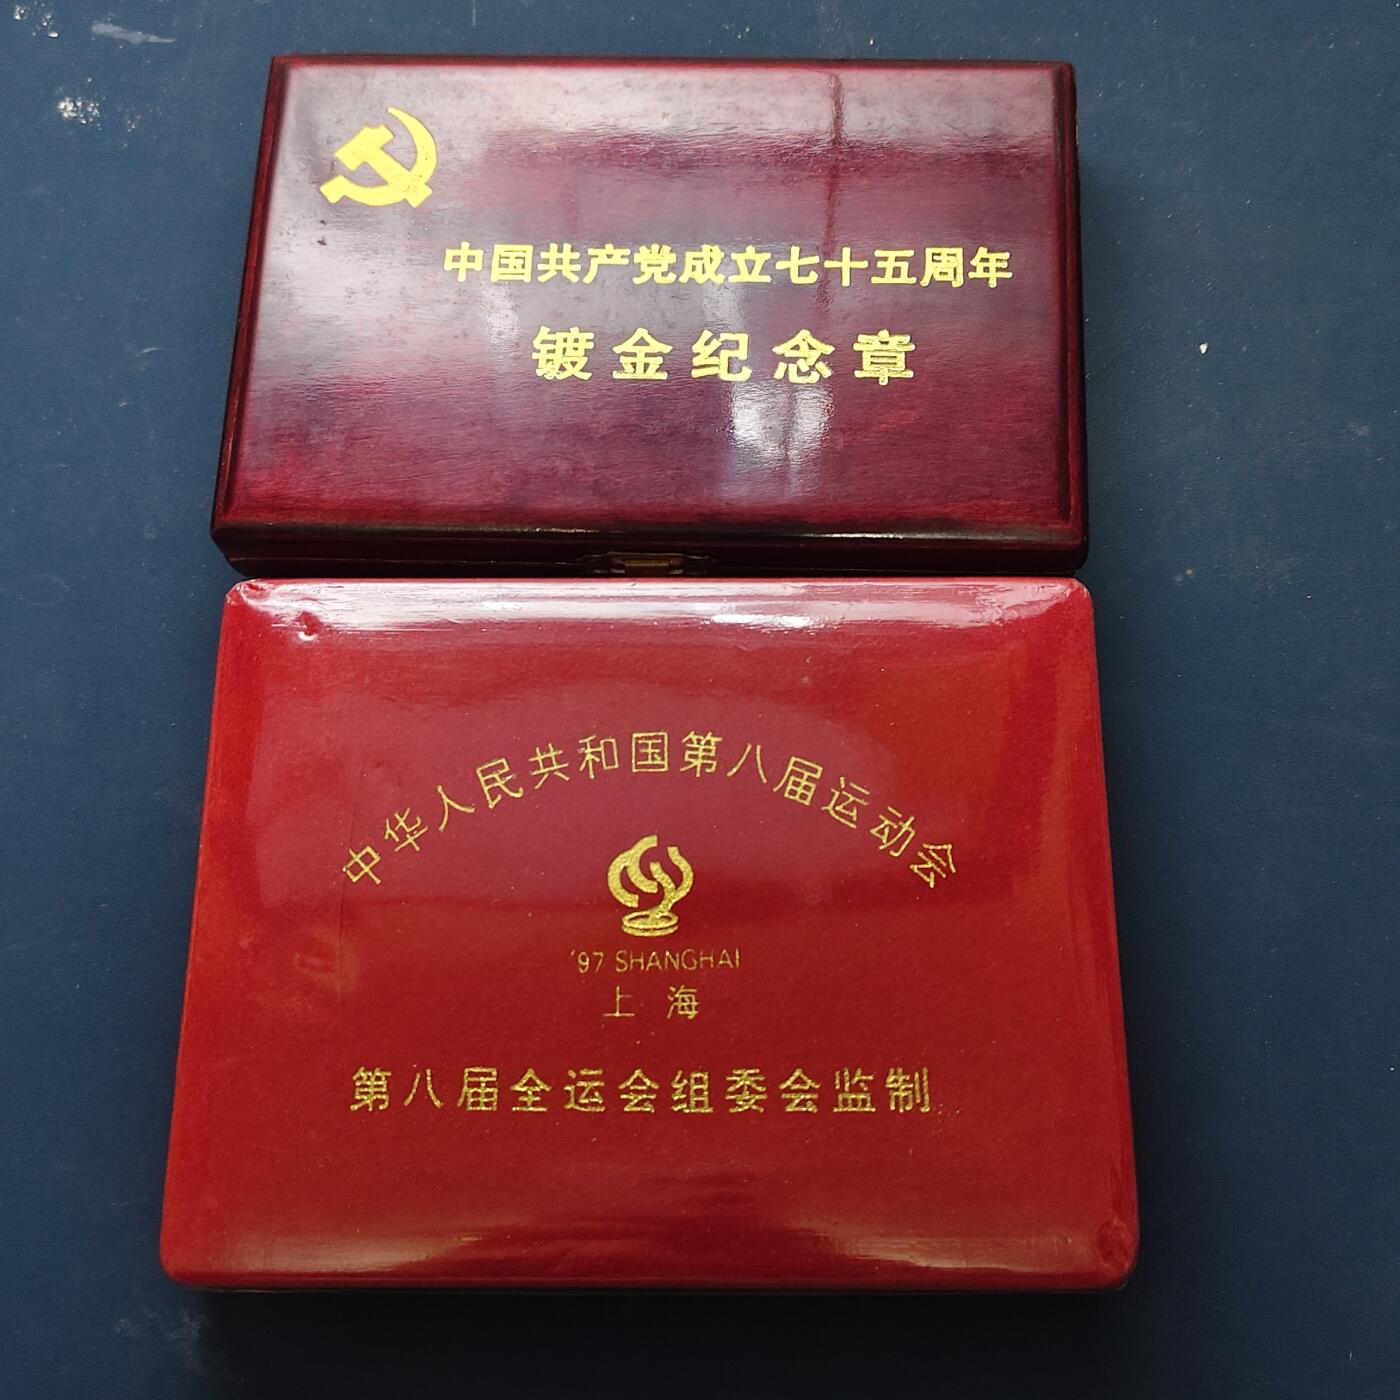 中国共产党成立七十五周年
镀金纪念章
中华人民共和国第八届运动会
'97 SHANGHAI
上海
第八届全运会组委会监制